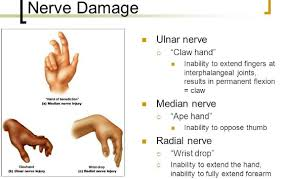 Nerve Damage
"Hand of benediction"
(a) Median nerve injury
Clawhand
(b) Ulnar nerve injury
Wrist drop
(c) Radial nerve injury
Ulnar nerve
"Claw hand"
Inability to extend fingers at
interphalangeal joints,
results in permanent flexion
= claw
Median nerve
"Ape hand"
Inability to oppose thumb
Radial nerve
"Wrist drop"
Inability to extend the hand,
inability to fully extend forearm